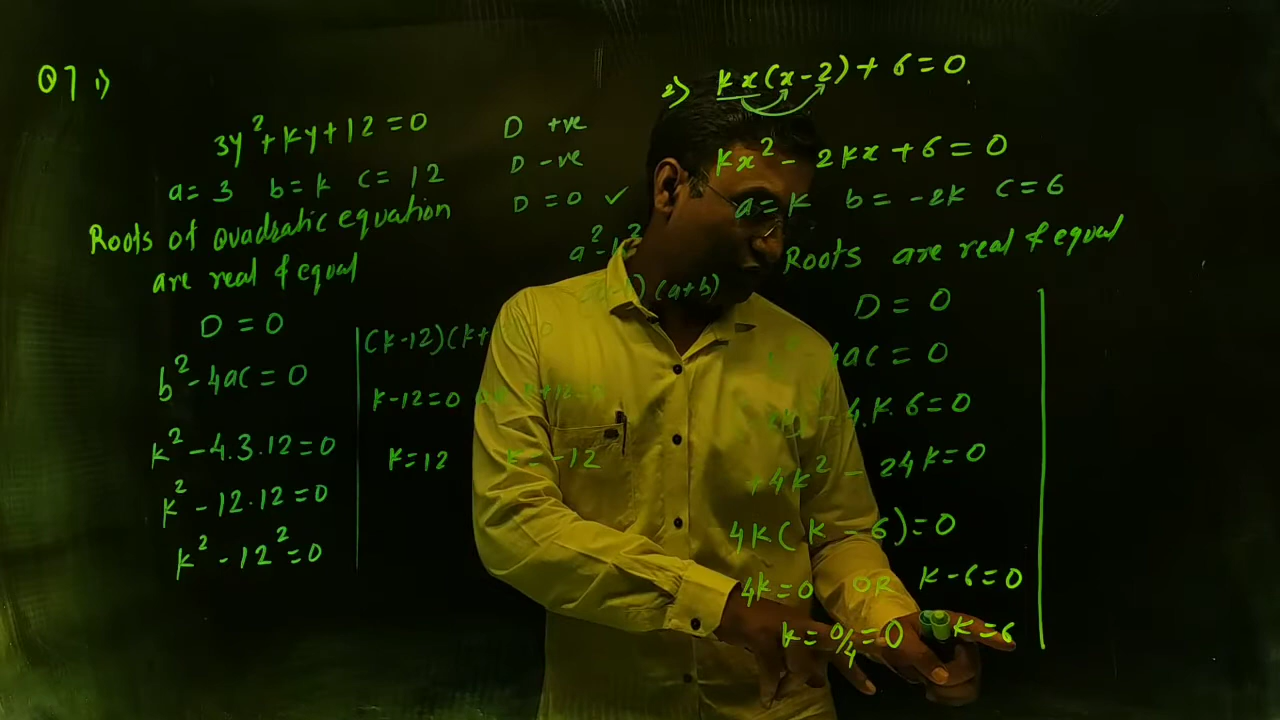 Q7 1)
3y²+ky+12=0
a=3 b=k c=12
Roots of Quadratic equation
are real & equal
D=0
b²-4ac=0
k²-4.3.12=0
k²-12.12=0
k²-12²=0
D +ve
D -ve
D=0 ✓
(a+b)
(k-12)(k+
k-12=0
k=12 k=-12
2) kx(x-2)+6=0
kx²-2kx+6=0
a=k b=-2k c=6
Roots are real & equal
D=0
4ac=0
-4.k.6=0
+4k²-24k=0
4k(k-6)=0
4k=0 OR k-6=0
k=0/4=0 k=6